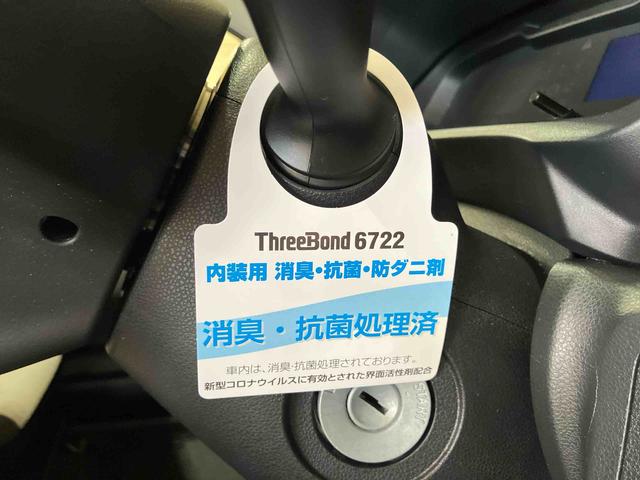 ThreeBond 6722
内装用 消臭・抗菌・防ダニ剤
消臭・抗菌処理済
車内は、消臭・抗菌処理されております。
新型コロナウイルスに有効とされた界面活性剤配合